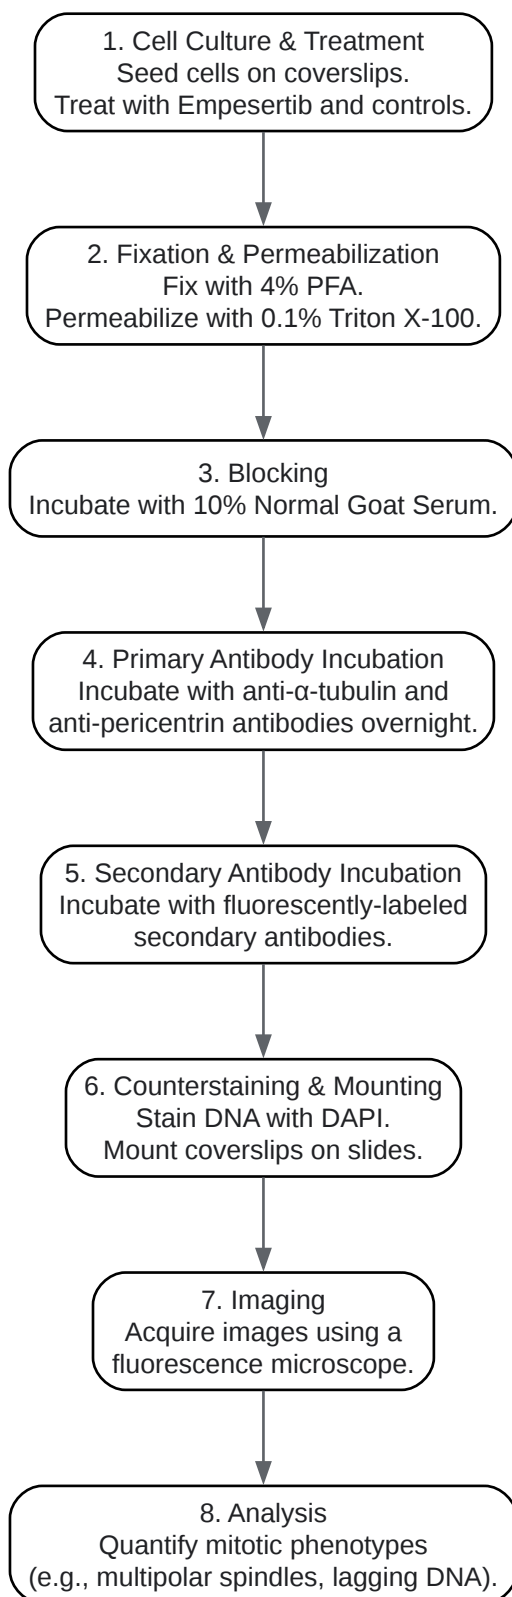 1. Cell Culture & Treatment
Seed cells on coverslips.
Treat with Empesertib and controls.
2. Fixation & Permeabilization
Fix with 4% PFA.
Permeabilize with 0.1% Triton X-100.
3. Blocking
Incubate with 10% Normal Goat Serum.
4. Primary Antibody Incubation
Incubate with anti-α-tubulin and
anti-pericentrin antibodies overnight.
5. Secondary Antibody Incubation
Incubate with fluorescently-labeled
secondary antibodies.
6. Counterstaining & Mounting
Stain DNA with DAPI.
Mount coverslips on slides.
7. Imaging
Acquire images using a
fluorescence microscope.
8. Analysis
Quantify mitotic phenotypes
(e.g., multipolar spindles, lagging DNA).